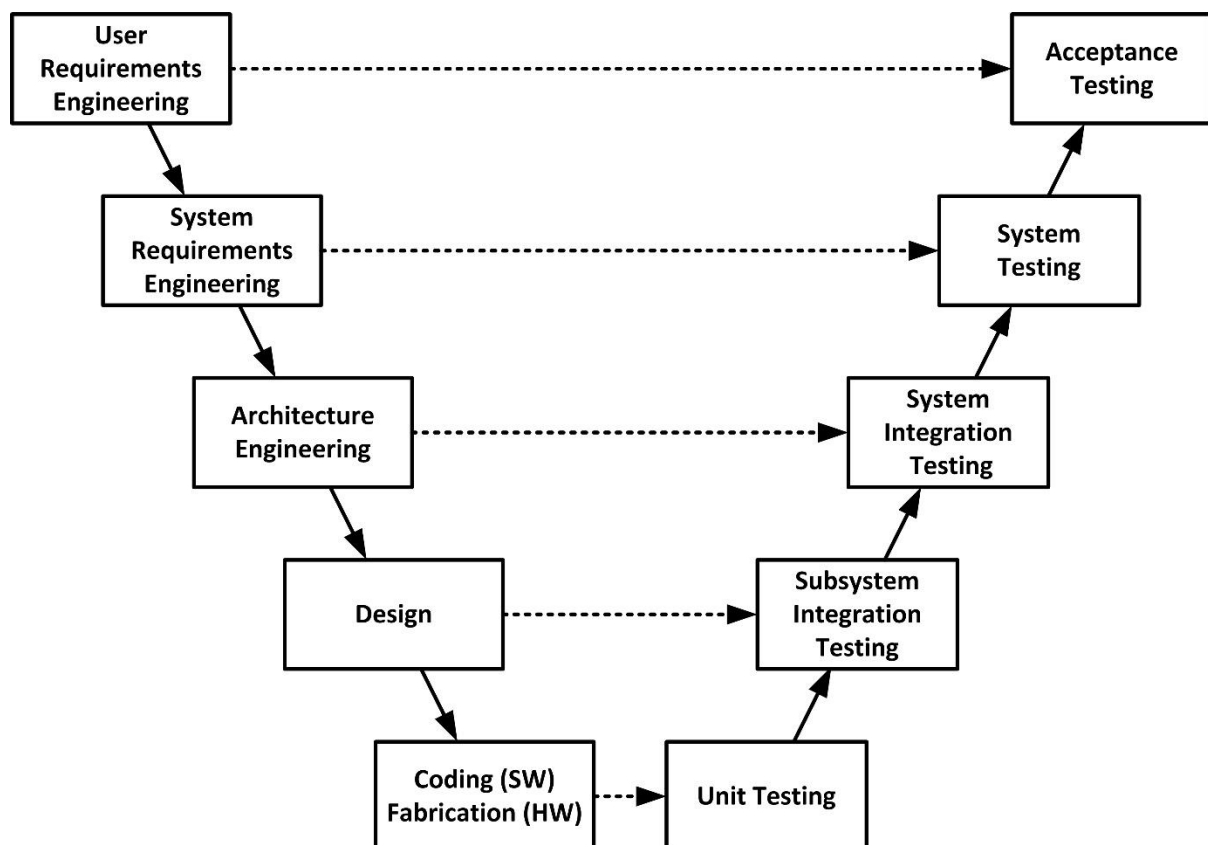 User
Requirements
Engineering
Acceptance
Testing
System
Requirements
Engineering
System
Testing
Architecture
Engineering
System
Integration
Testing
Design
Subsystem
Integration
Testing
Coding (SW)
Fabrication (HW)
Unit Testing